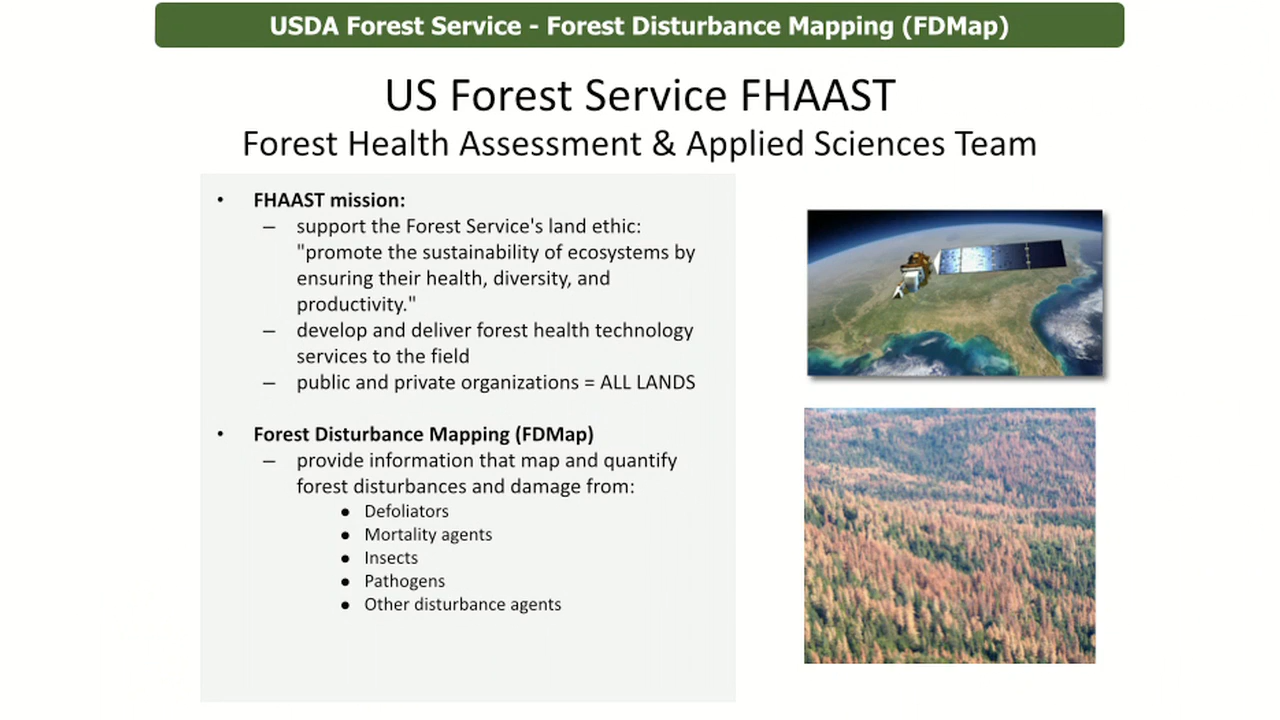 USDA Forest Service - Forest Disturbance Mapping (FDMap)
US Forest Service FHAAST
Forest Health Assessment & Applied Sciences Team
• FHAAST mission:
– support the Forest Service's land ethic:
"promote the sustainability of ecosystems by
ensuring their health, diversity, and
productivity."
– develop and deliver forest health technology
services to the field
– public and private organizations = ALL LANDS
• Forest Disturbance Mapping (FDMap)
– provide information that map and quantify
forest disturbances and damage from:
● Defoliators
● Mortality agents
● Insects
● Pathogens
● Other disturbance agents